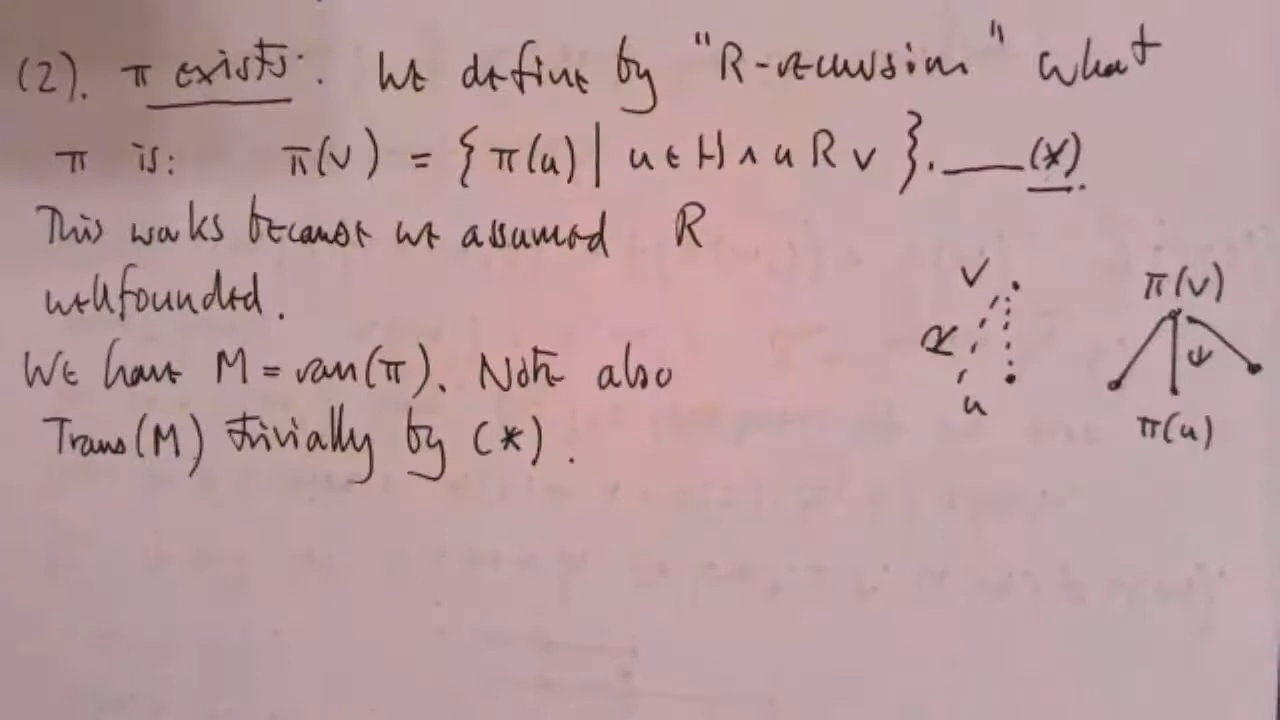 (2). π exists: We define by "R-recursion" what
π is: π(v) = {π(u) | u ∈ H ∧ u R v}. ___(*).
This works because we assumed R
wellfounded.
We have M = ran(π). Note also
Trans(M) trivially by (*).
v
R
u
π(v)
ψ
π(u)